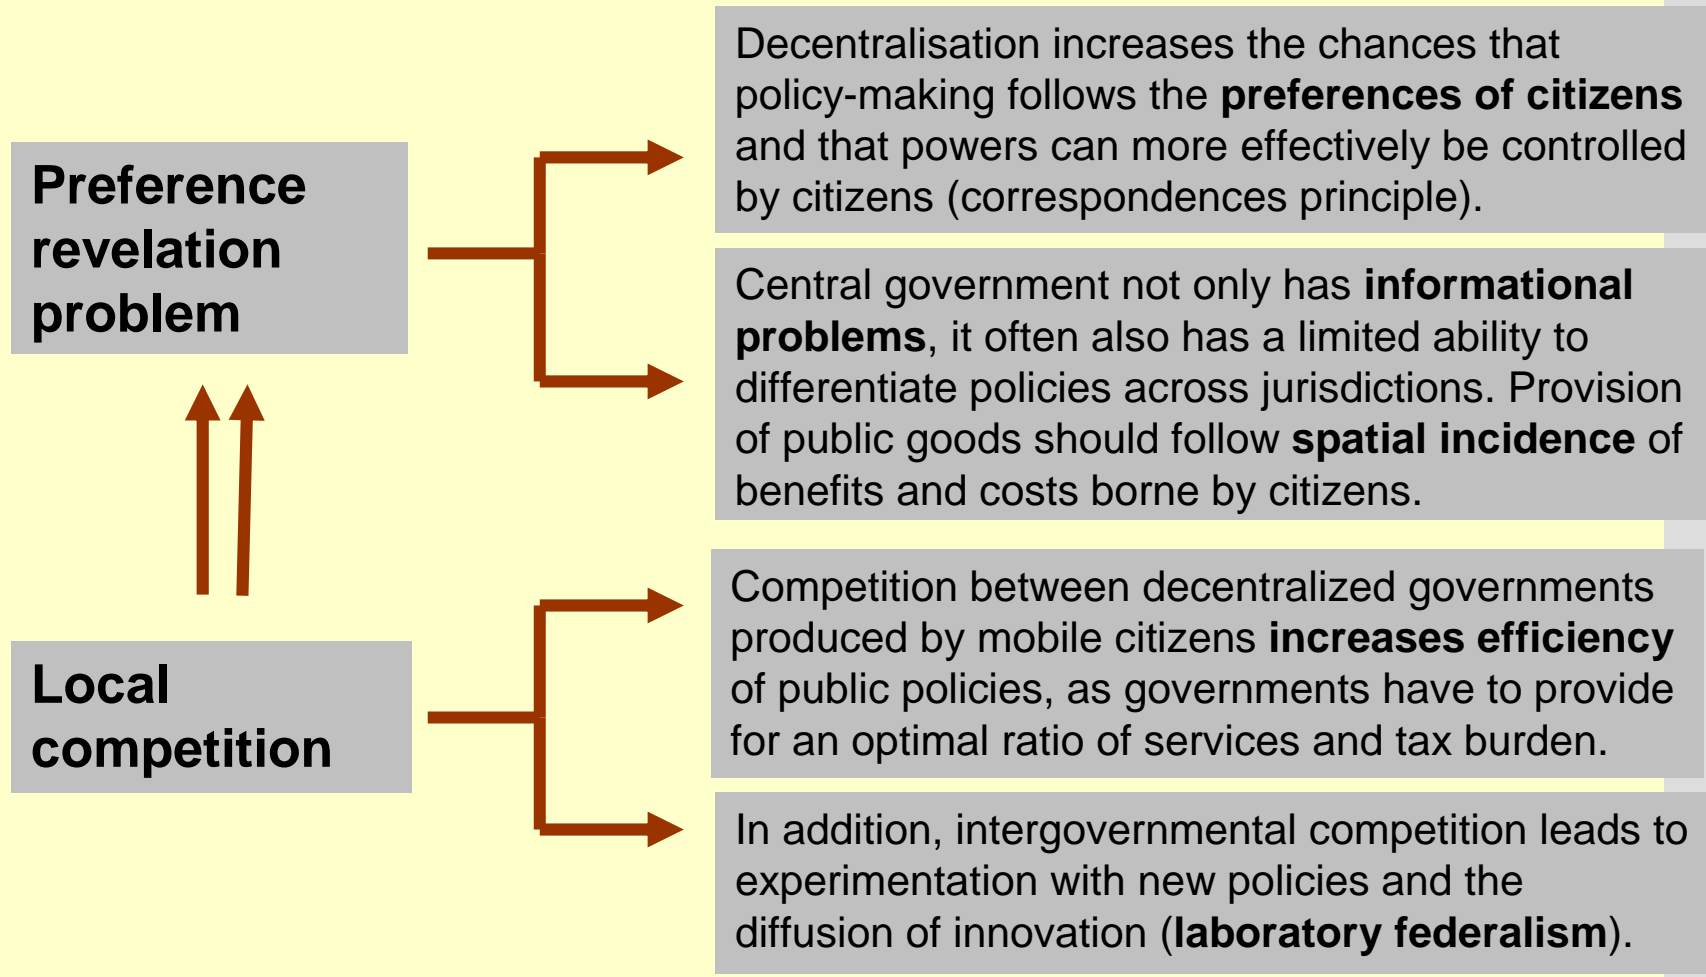 Preference
revelation
problem
Decentralisation increases the chances that
policy-making follows the preferences of citizens
and that powers can more effectively be controlled
by citizens (correspondences principle).
Central government not only has informational
problems, it often also has a limited ability to
differentiate policies across jurisdictions. Provision
of public goods should follow spatial incidence of
benefits and costs borne by citizens.
Local
competition
Competition between decentralized governments
produced by mobile citizens increases efficiency
of public policies, as governments have to provide
for an optimal ratio of services and tax burden.
In addition, intergovernmental competition leads to
experimentation with new policies and the
diffusion of innovation (laboratory federalism).